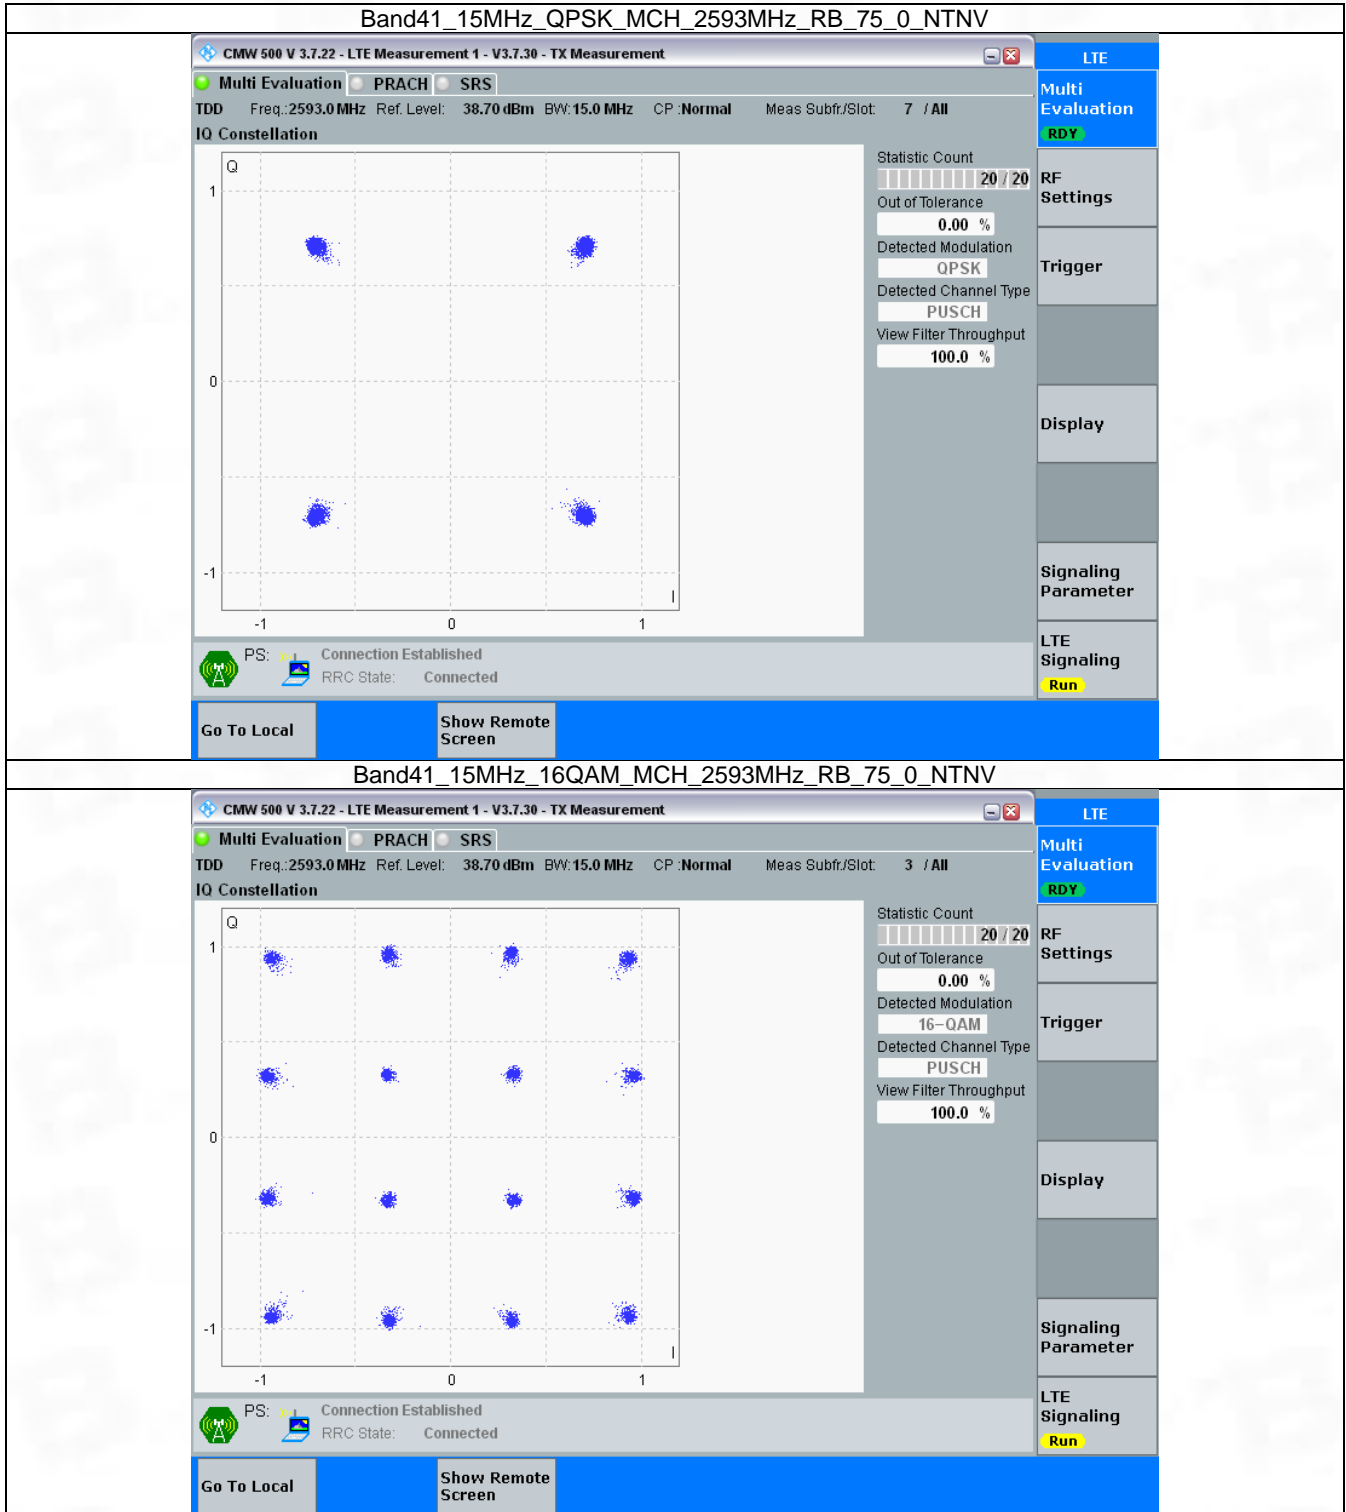 Band41_15MHz_QPSK_MCH_2593MHz_RB_75_0_NTNV
CMW 500 V 3.7.22 - LTE Measurement 1 - V3.7.30 - TX Measurement
LTE
Multi Evaluation PRACH SRS
Multi
Evaluation
RDY
TDD Freq.:2593.0 MHz Ref. Level: 38.70 dBm BW:15.0 MHz CP :Normal Meas Subfr./Slot: 7 / All
IQ Constellation
Q
1
0
-1
I
-1 0 1
Statistic Count
20 / 20
Out of Tolerance
0.00 %
Detected Modulation
QPSK
Detected Channel Type
PUSCH
View Filter Throughput
100.0 %
RF
Settings
Trigger
Display
Signaling
Parameter
LTE
Signaling
Run
PS: Connection Established
RRC State: Connected
Go To Local
Show Remote
Screen
Band41_15MHz_16QAM_MCH_2593MHz_RB_75_0_NTNV
CMW 500 V 3.7.22 - LTE Measurement 1 - V3.7.30 - TX Measurement
LTE
Multi Evaluation PRACH SRS
Multi
Evaluation
RDY
TDD Freq.:2593.0 MHz Ref. Level: 38.70 dBm BW:15.0 MHz CP :Normal Meas Subfr./Slot: 3 / All
IQ Constellation
Q
1
0
-1
I
-1 0 1
Statistic Count
20 / 20
Out of Tolerance
0.00 %
Detected Modulation
16-QAM
Detected Channel Type
PUSCH
View Filter Throughput
100.0 %
RF
Settings
Trigger
Display
Signaling
Parameter
LTE
Signaling
Run
PS: Connection Established
RRC State: Connected
Go To Local
Show Remote
Screen